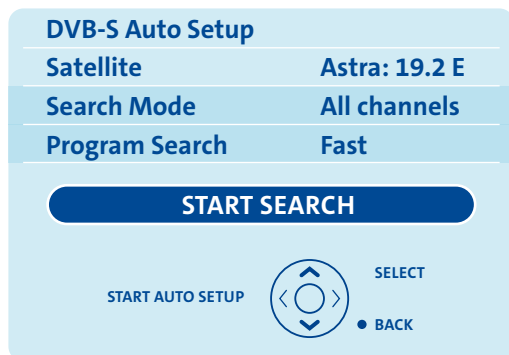 DVB-S Auto Setup
Satellite Astra: 19.2 E
Search Mode All channels
Program Search Fast
START SEARCH
SELECT
START AUTO SETUP
BACK